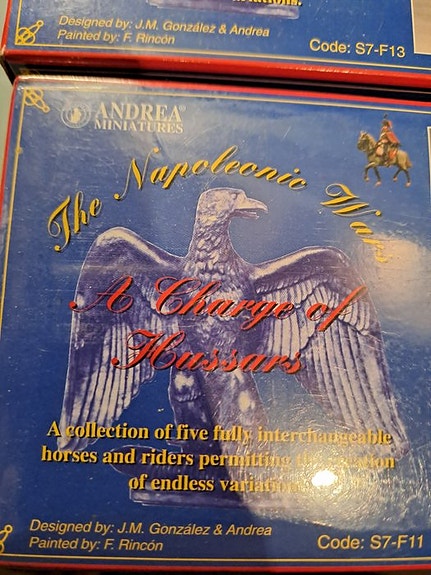 Designed by: J.M. González & Andrea
Painted by: F. Rincón
Code: S7-F13
ANDREA®
MINIATURES
The Napoleonic Wars
A Charge of
Hussars
A collection of five fully interchangeable
horses and riders permitting
of endless
Designed by: J.M. González & Andrea
Painted by: F. Rincón
Code: S7-F11